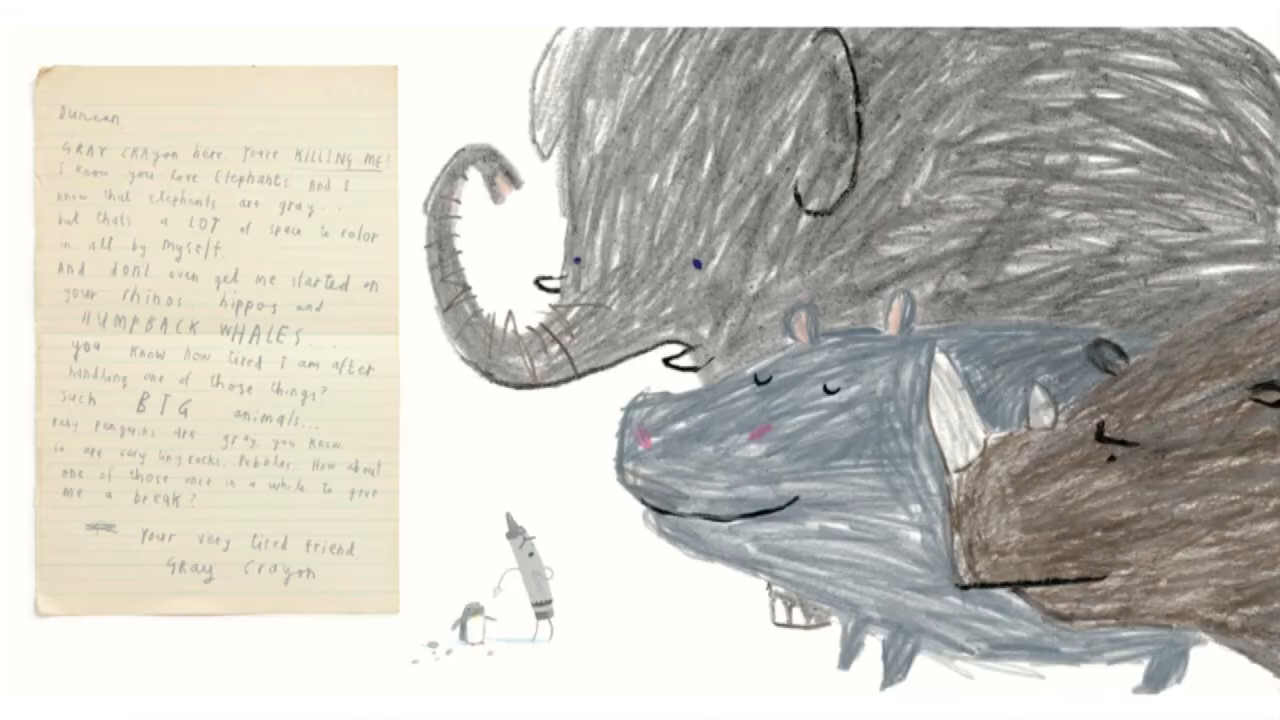 Duncan,
GRAY CRAyon here. You're KILLING ME!
I know you love Elephants. And I
know that elephants are gray...
but thats a LOT of space to color
in all by myself.
And don't even get me started on
your rhinos, hippos and
HUMPBACK WHALES...
you know how tired I am after
handling one of those things?
such BIG animals...
Baby penguins are gray, you know.
So are very tiny rocks. Pebbles. How about
one of those once in a while to give
me a break?
Your very tired friend,
GRay Crayon